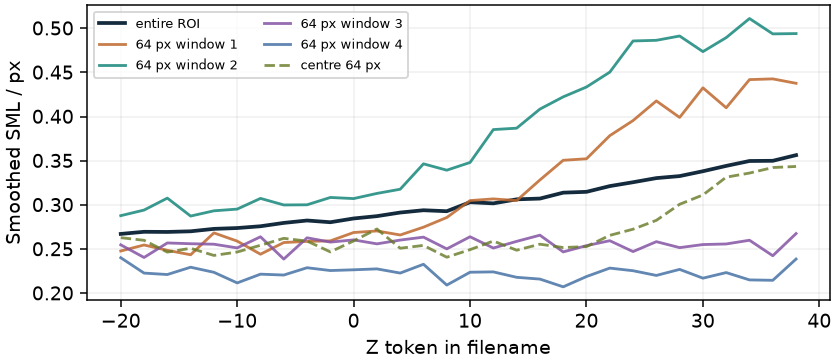 entire ROI
64 px window 1
64 px window 2
64 px window 3
64 px window 4
centre 64 px
Smoothed SML / px
0.50
0.45
0.40
0.35
0.30
0.25
0.20
−20
−10
0
10
20
30
40
Z token in filename